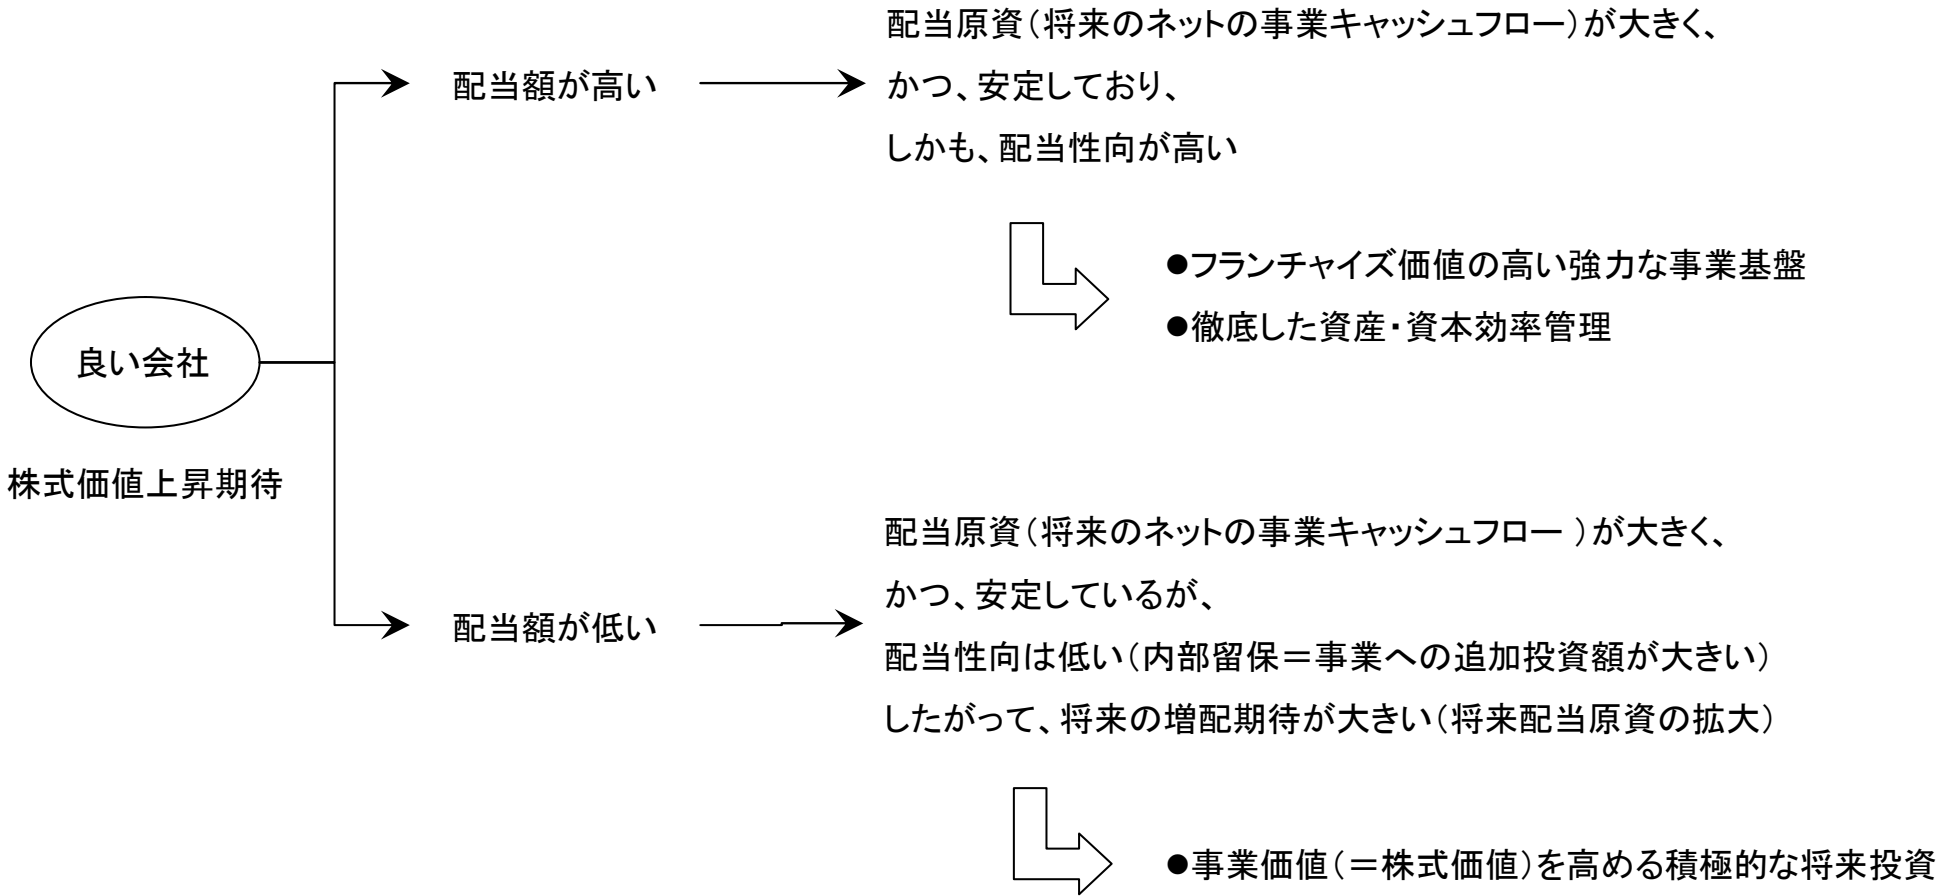 配当原資(将来のネットの事業キャッシュフロー)が大きく、
配当額が高い
かつ、安定しており、
しかも、配当性向が高い
●フランチャイズ価値の高い強力な事業基盤
●徹底した資産・資本効率管理
良い会社
株式価値上昇期待
配当原資(将来のネットの事業キャッシュフロー )が大きく、
かつ、安定しているが、
配当額が低い
配当性向は低い(内部留保=事業への追加投資額が大きい)
したがって、将来の増配期待が大きい(将来配当原資の拡大)
●事業価値(=株式価値)を高める積極的な将来投資